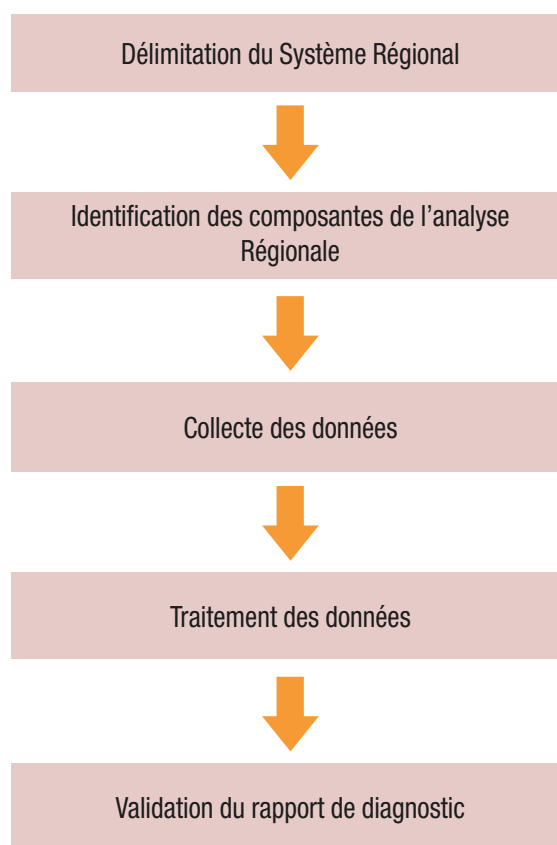 Délimitation du Système Régional
Identification des composantes de l'analyse
Régionale
Collecte des données
Traitement des données
Validation du rapport de diagnostic